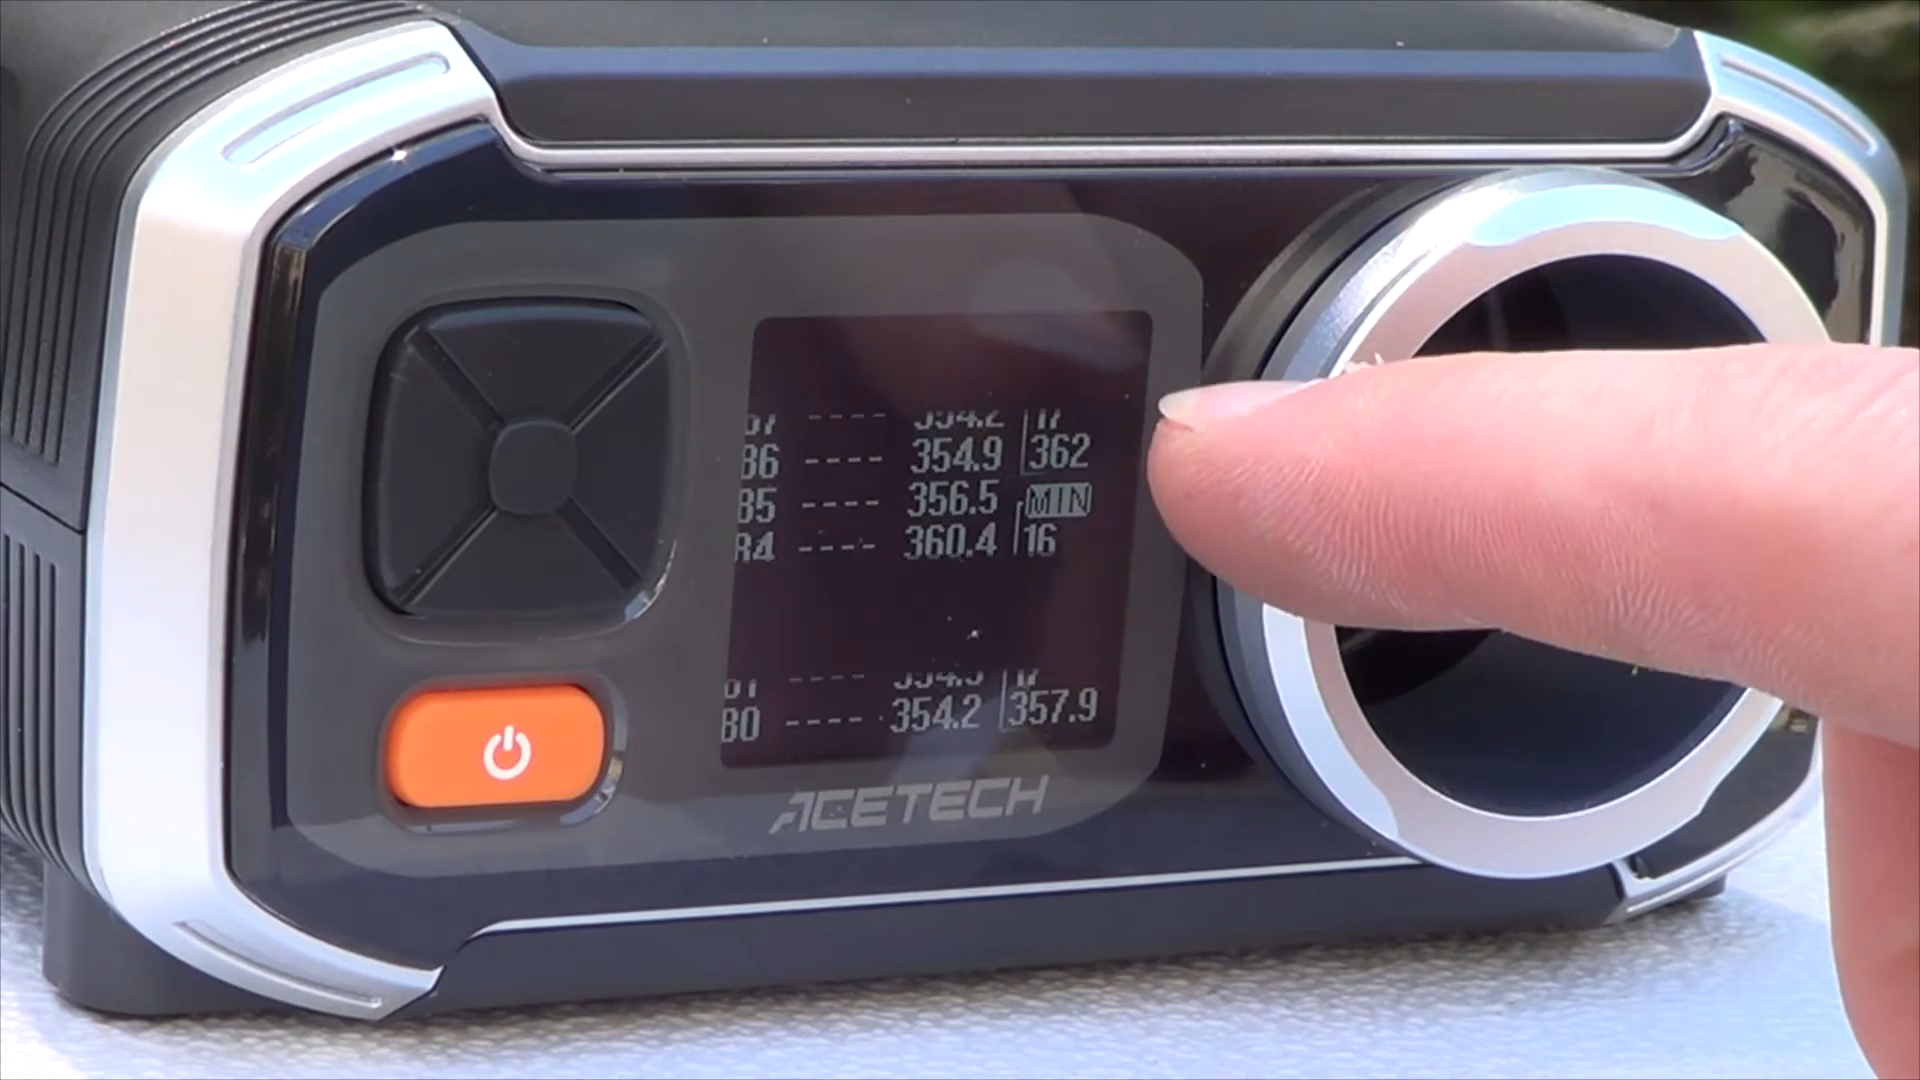 86 ---- 354.9 362
85 ---- 356.5 MIN
84 ---- 360.4 16
80 ---- 354.2 357.9
ACETECH